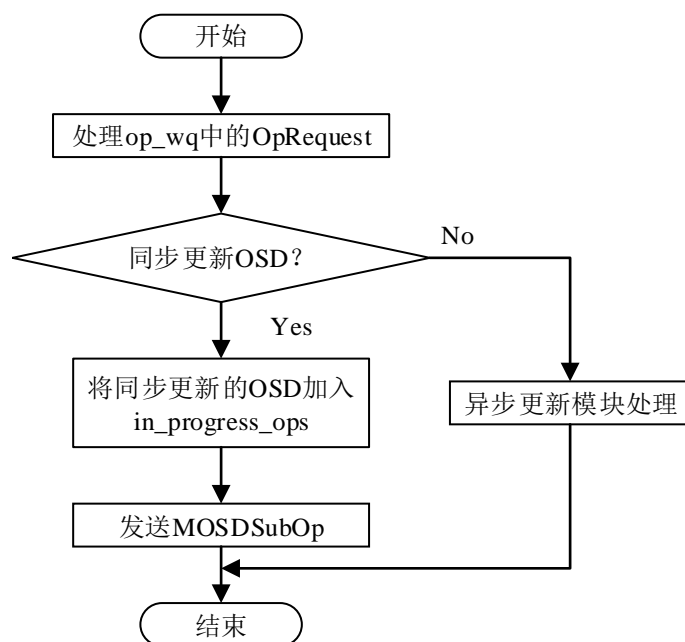 开始
处理op_wq中的OpRequest
同步更新OSD？
No
Yes
将同步更新的OSD加入
in_progress_ops
异步更新模块处理
发送MOSDSubOp
结束